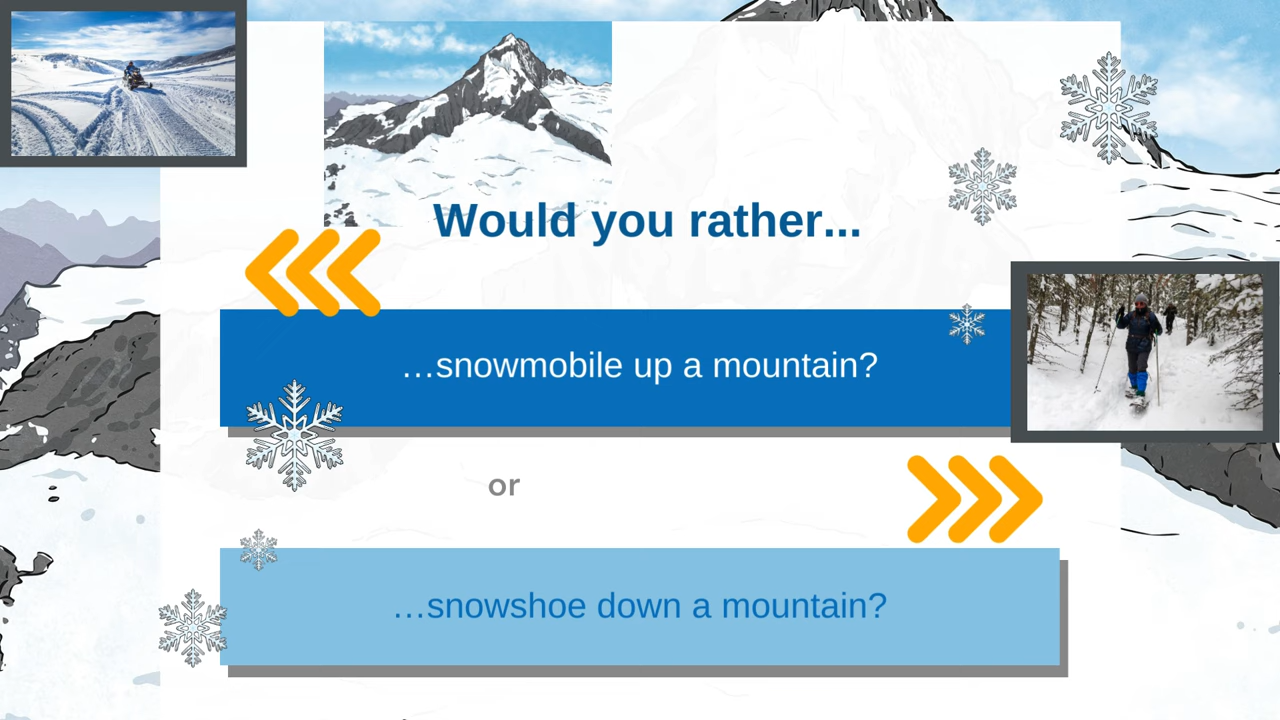 Would you rather...
…snowmobile up a mountain?
or
…snowshoe down a mountain?